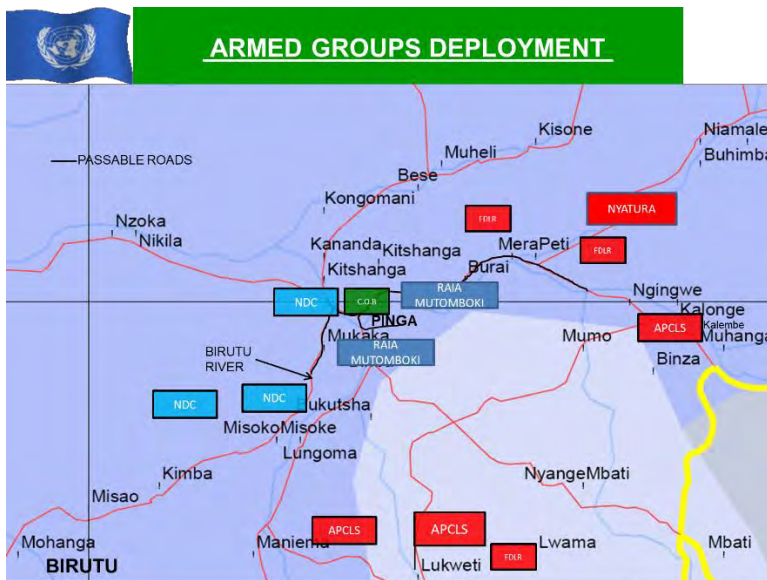 ARMED GROUPS DEPLOYMENT
Kisone
Niamale
PASSABLE ROADS
Muheli
Buhimba
Bese
Kongomani
NYATURA
FDLR
Nzoka
Nikila
FDLR
Kananda
Kitshanga
MeraPeti
Kitshanga
Burai
NDC
C.O.B
RAIA
MUTOMBOKI
Ngingwe
Kalonge
PINGA
APCLS
Kalembe
Mukaka
Mumo
Muhanga
RAIA
MUTOMBOKI
BIRUTU
RIVER
Binza
NDC
NDC
Bukutsha
MisokoMisoke
Lungoma
Kimba
NyangeMbati
Misao
APCLS
APCLS
Mohanga
Maniema
Lwama
Mbati
FDLR
BIRUTU
Lukweti